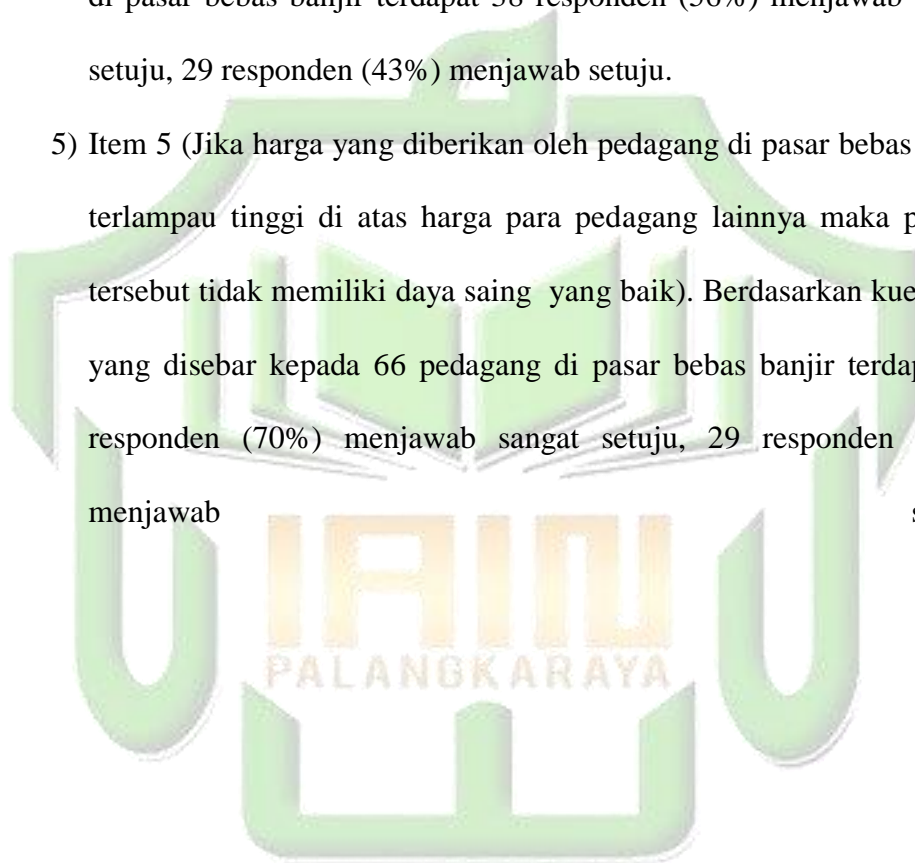 di pasar bebas banjir terdapat 38 responden (56%) menjawab
setuju, 29 responden (43%) menjawab setuju.
5) Item 5 (Jika harga yang diberikan oleh pedagang di pasar bebas
terlampau tinggi di atas harga para pedagang lainnya maka
tersebut tidak memiliki daya saing yang baik). Berdasarkan
yang disebar kepada 66 pedagang di pasar bebas banjir
responden (70%) menjawab sangat setuju, 29 responden
menjawab
IAIN
PALANGKARAYA